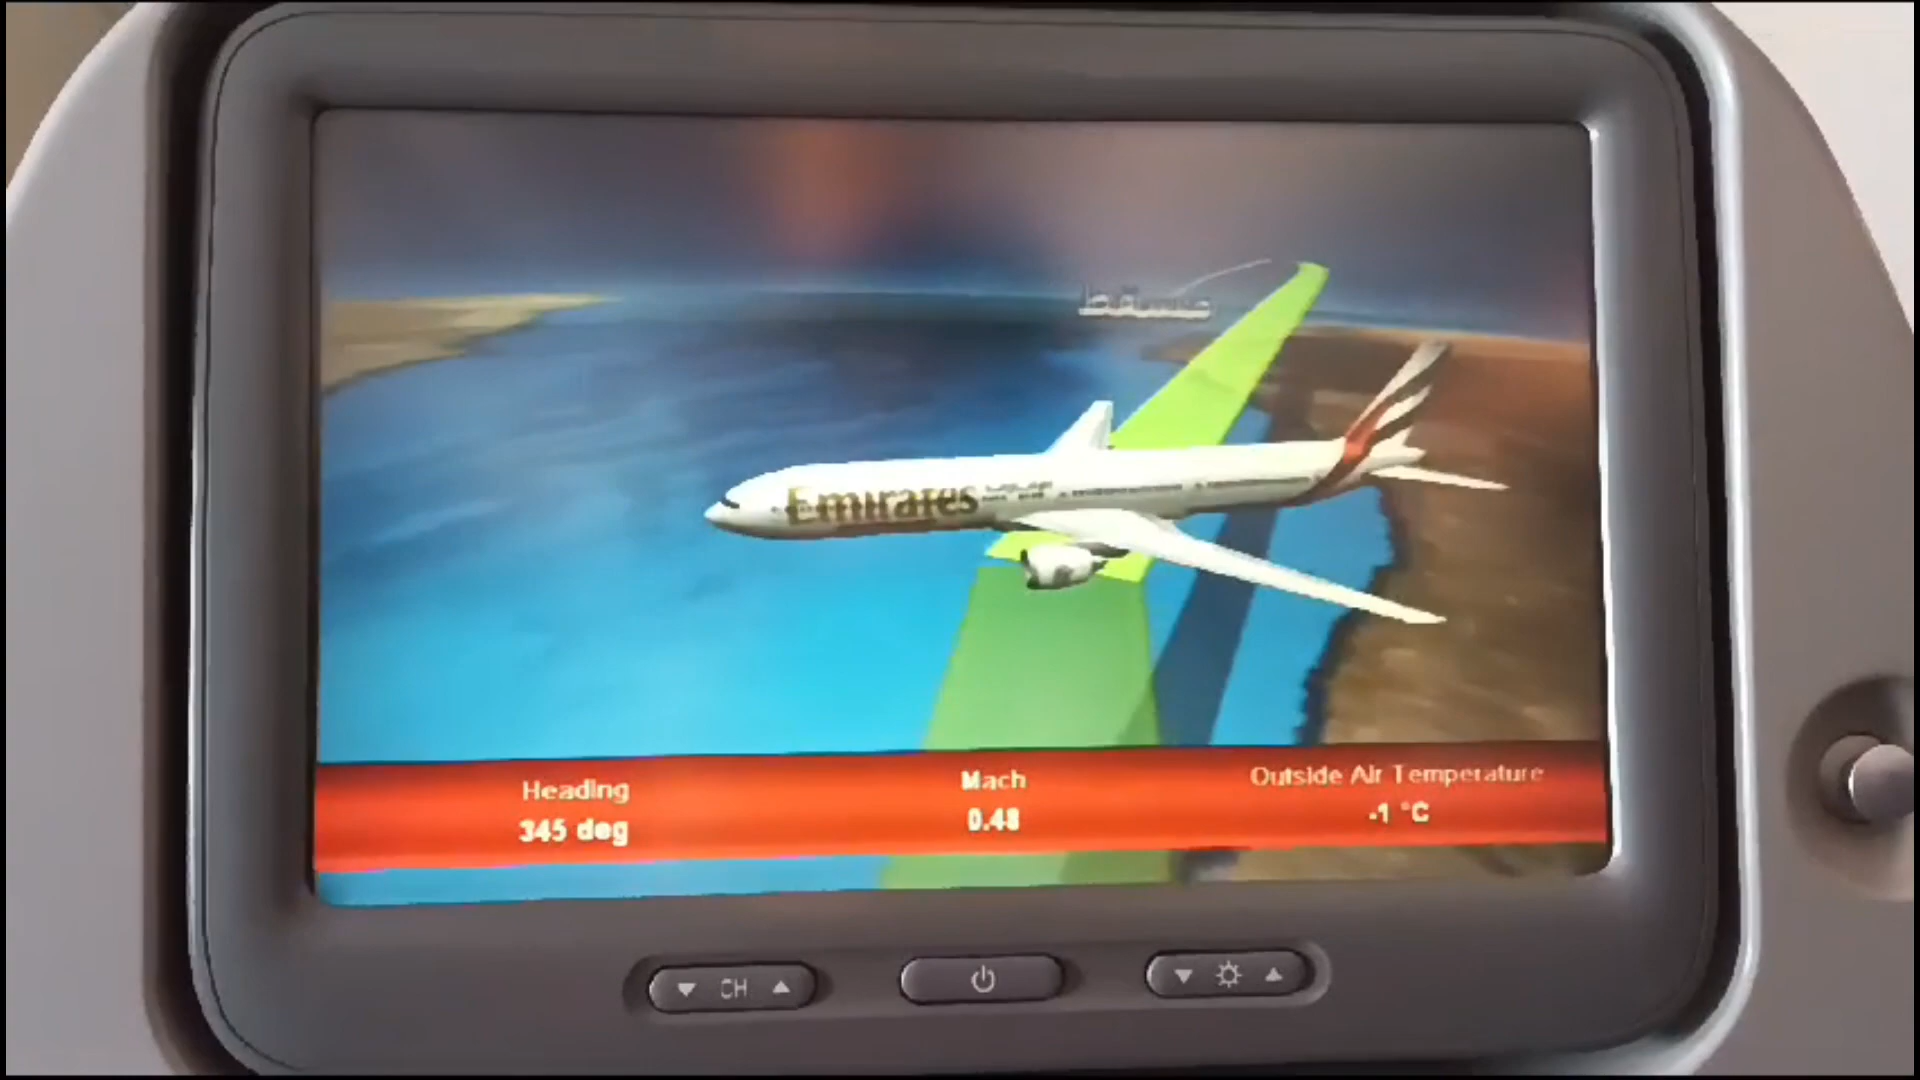 مسقط
Emirates
Heading
345 deg
Mach
0.48
Outside Air Temperature
-1 °C
CH